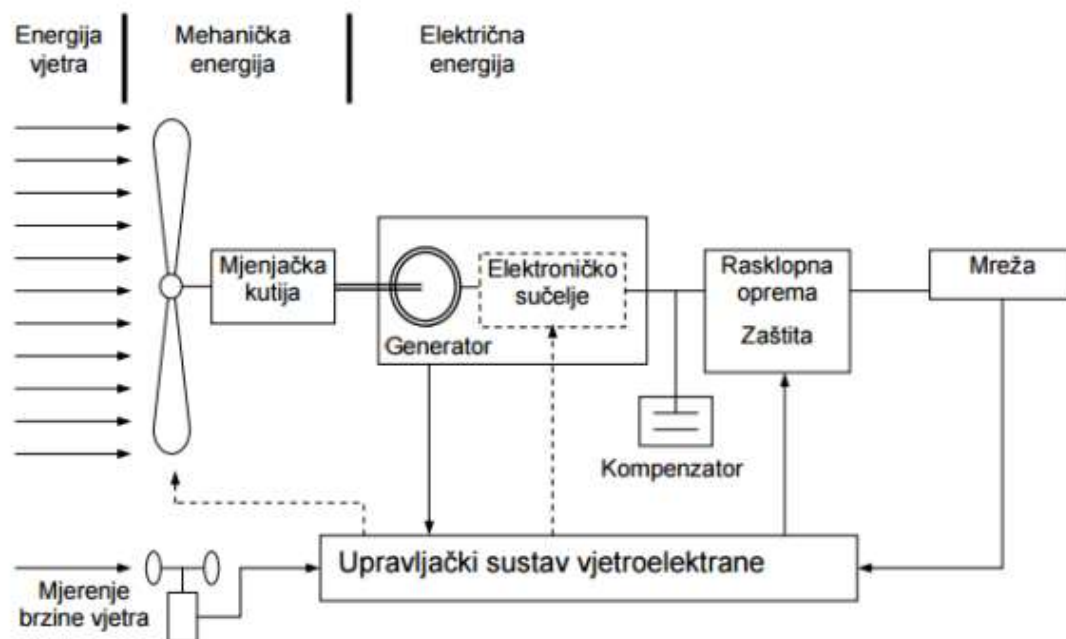 Energija
vjetra
Mehanička
energija
Električna
energija
Mjenjačka
kutija
Generator
Elektroničko
sučelje
Rasklopna
oprema
Zaštita
Mreža
Kompenzator
Upravljački sustav vjetroelektrane
Mjerenje
brzine vjetra